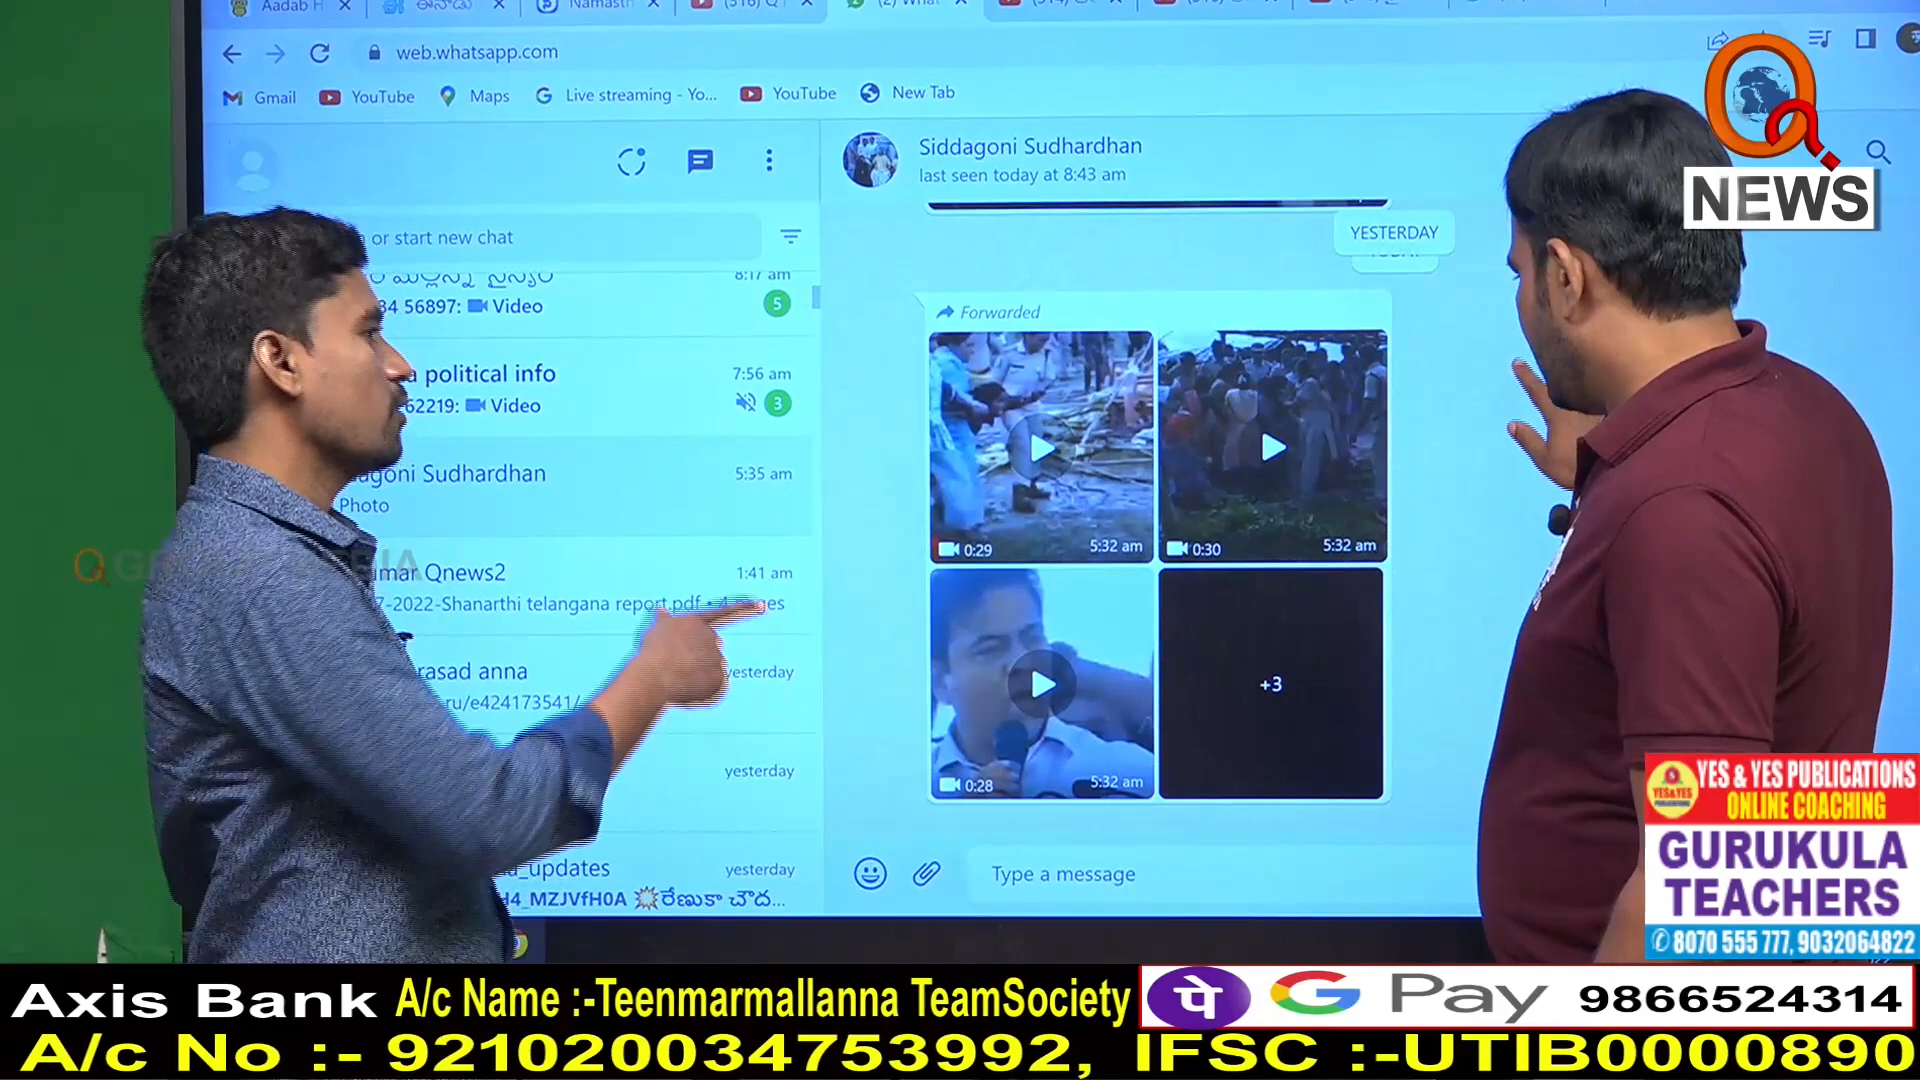 Aadab H
ఈనాడు
Namast
web.whatsapp.com
Gmail
YouTube
Maps
Live streaming - Yo...
YouTube
New Tab
Siddagoni Sudhardhan
last seen today at 8:43 am
or start new chat
YESTERDAY
8:17 am
56897: Video
5
political info
7:56 am
62219: Video
3
agoni Sudhardhan
5:35 am
Photo
mar Qnews2
1:41 am
7-2022-Shanarthi telangana report.pdf • 4 pages
rasad anna
yesterday
ru/e424173541/
yesterday
_updates
yesterday
H4_MZJVfH0A రేణుకా చౌద...
Forwarded
0:29
5:32 am
0:30
5:32 am
0:28
5:32 am
+3
Type a message
Q
NEWS
YES & YES PUBLICATIONS
ONLINE COACHING
GURUKULA
TEACHERS
8070 555 777, 9032064822
Axis Bank A/c Name :-Teenmarmallanna TeamSociety
पे G Pay 9866524314
A/c No :- 921020034753992, IFSC :-UTIB0000890